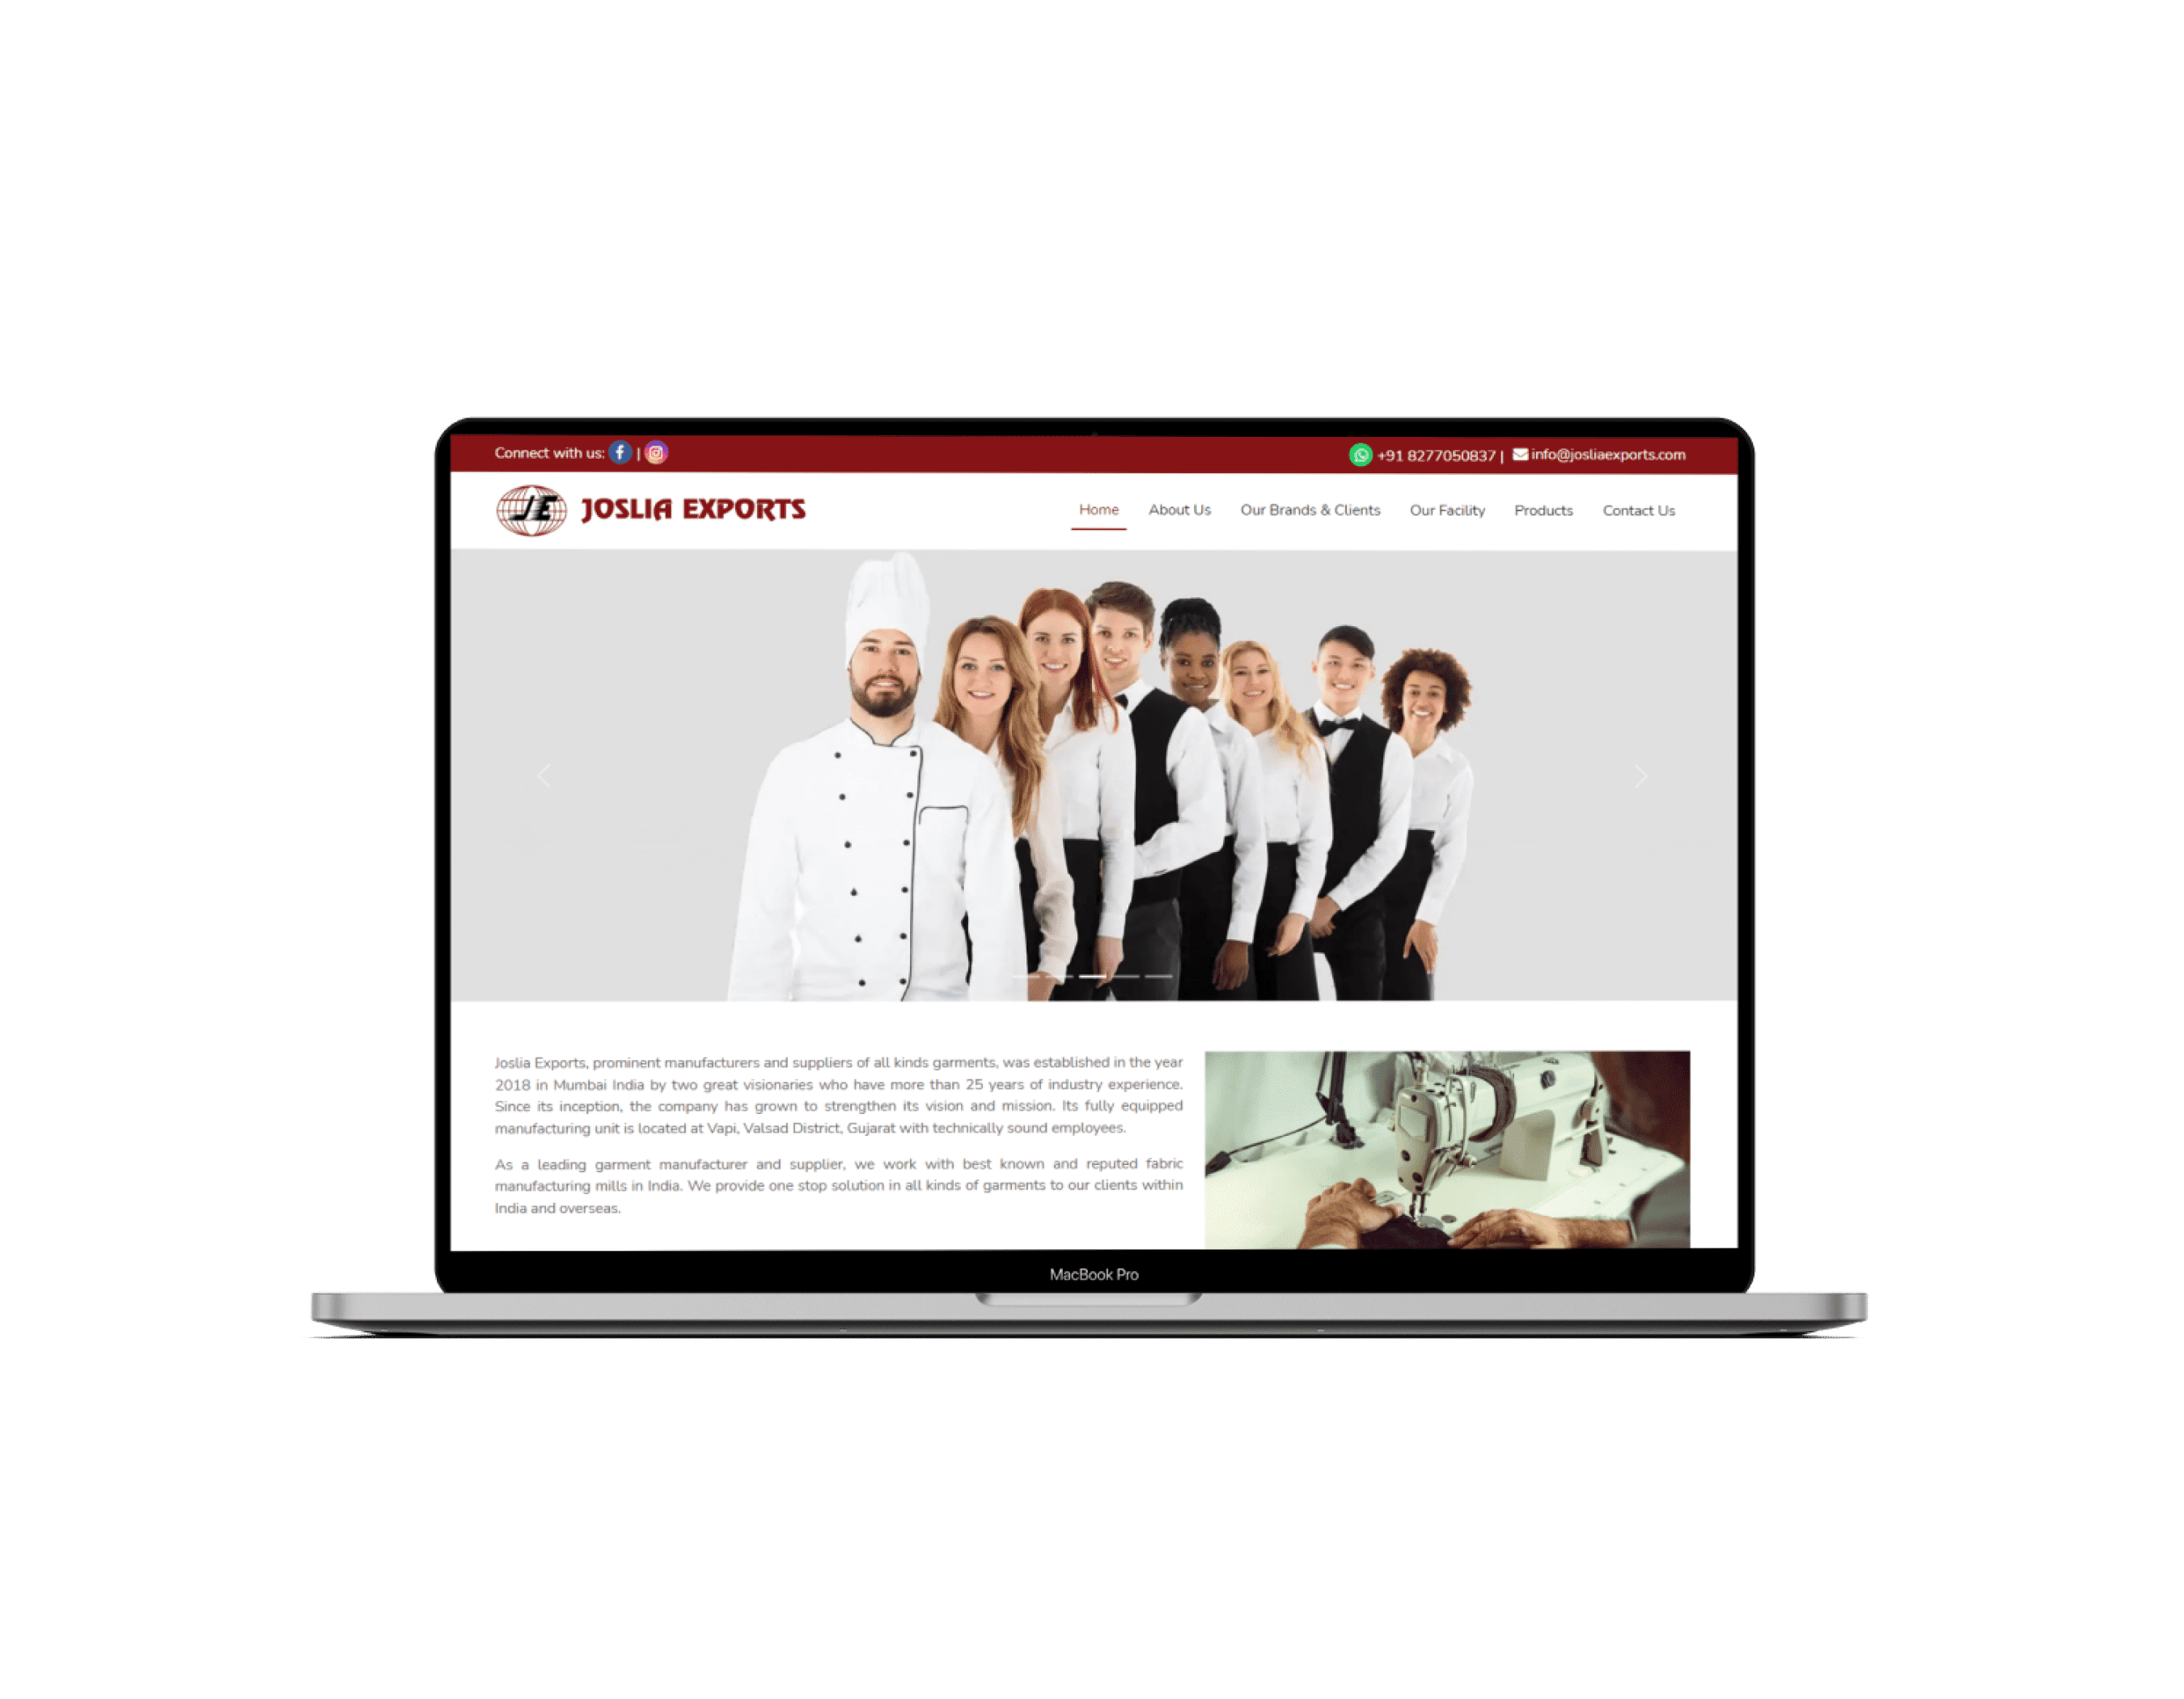 Connect with us: |
+91 8277050837 | info@josliaexports.com
JE JOSLIA EXPORTS
Home About Us Our Brands & Clients Our Facility Products Contact Us
Joslia Exports, prominent manufacturers and suppliers of all kinds garments, was established in the year
2018 in Mumbai India by two great visionaries who have more than 25 years of industry experience.
Since its inception, the company has grown to strengthen its vision and mission. Its fully equipped
manufacturing unit is located at Vapi, Valsad District, Gujarat with technically sound employees.
As a leading garment manufacturer and supplier, we work with best known and reputed fabric
manufacturing mills in India. We provide one stop solution in all kinds of garments to our clients within
India and overseas.
MacBook Pro